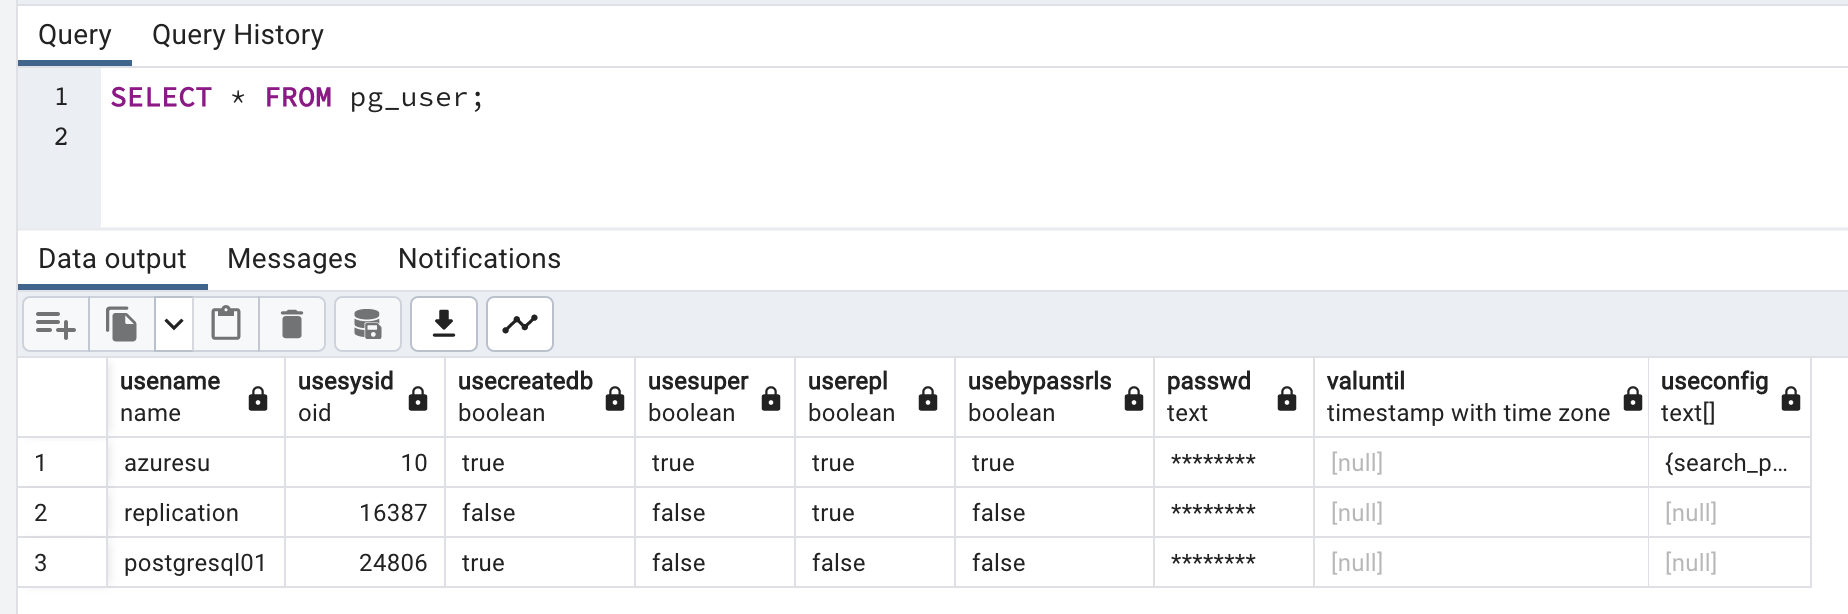 Query Query History
1 SELECT * FROM pg_user;
2
Data output Messages Notifications
usename usesysid usecreatedb usesuper userepl usebypassrls passwd valuntil useconfig
name oid boolean boolean boolean boolean text timestamp with time zone text[]
1 azuresu 10 true true true true ******** [null] {search_p...
2 replication 16387 false false true false ******** [null] [null]
3 postgresql01 24806 true false false false ******** [null] [null]